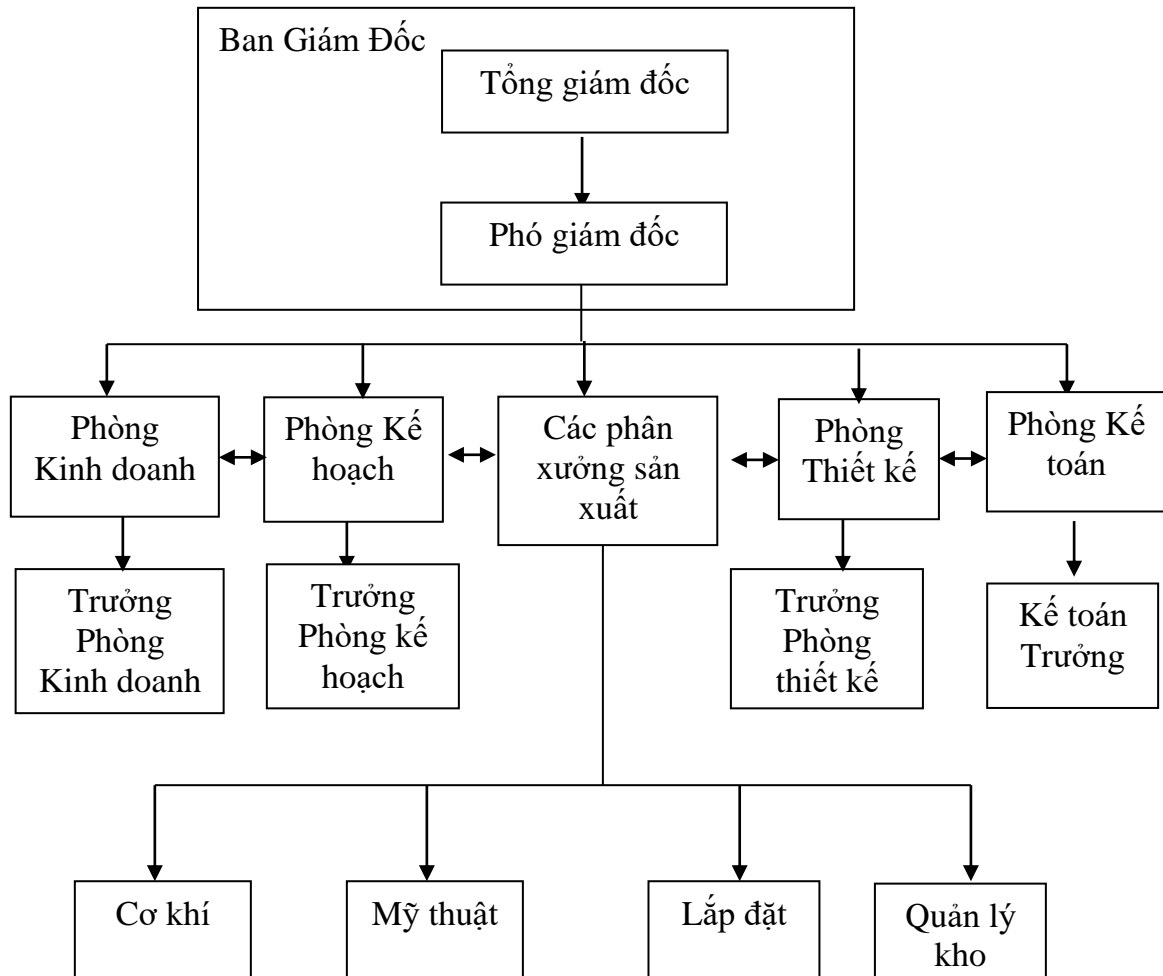 Ban Giám Đốc
Tổng giám đốc
Phó giám đốc
Phòng
Kinh doanh
Phòng Kế
hoạch
Các phân
xưởng sản
xuất
Phòng
Thiết kế
Phòng Kế
toán
Trưởng
Phòng
Kinh doanh
Trưởng
Phòng kế
hoạch
Trưởng
Phòng
thiết kế
Kế toán
Trưởng
Cơ khí
Mỹ thuật
Lắp đặt
Quản lý
kho